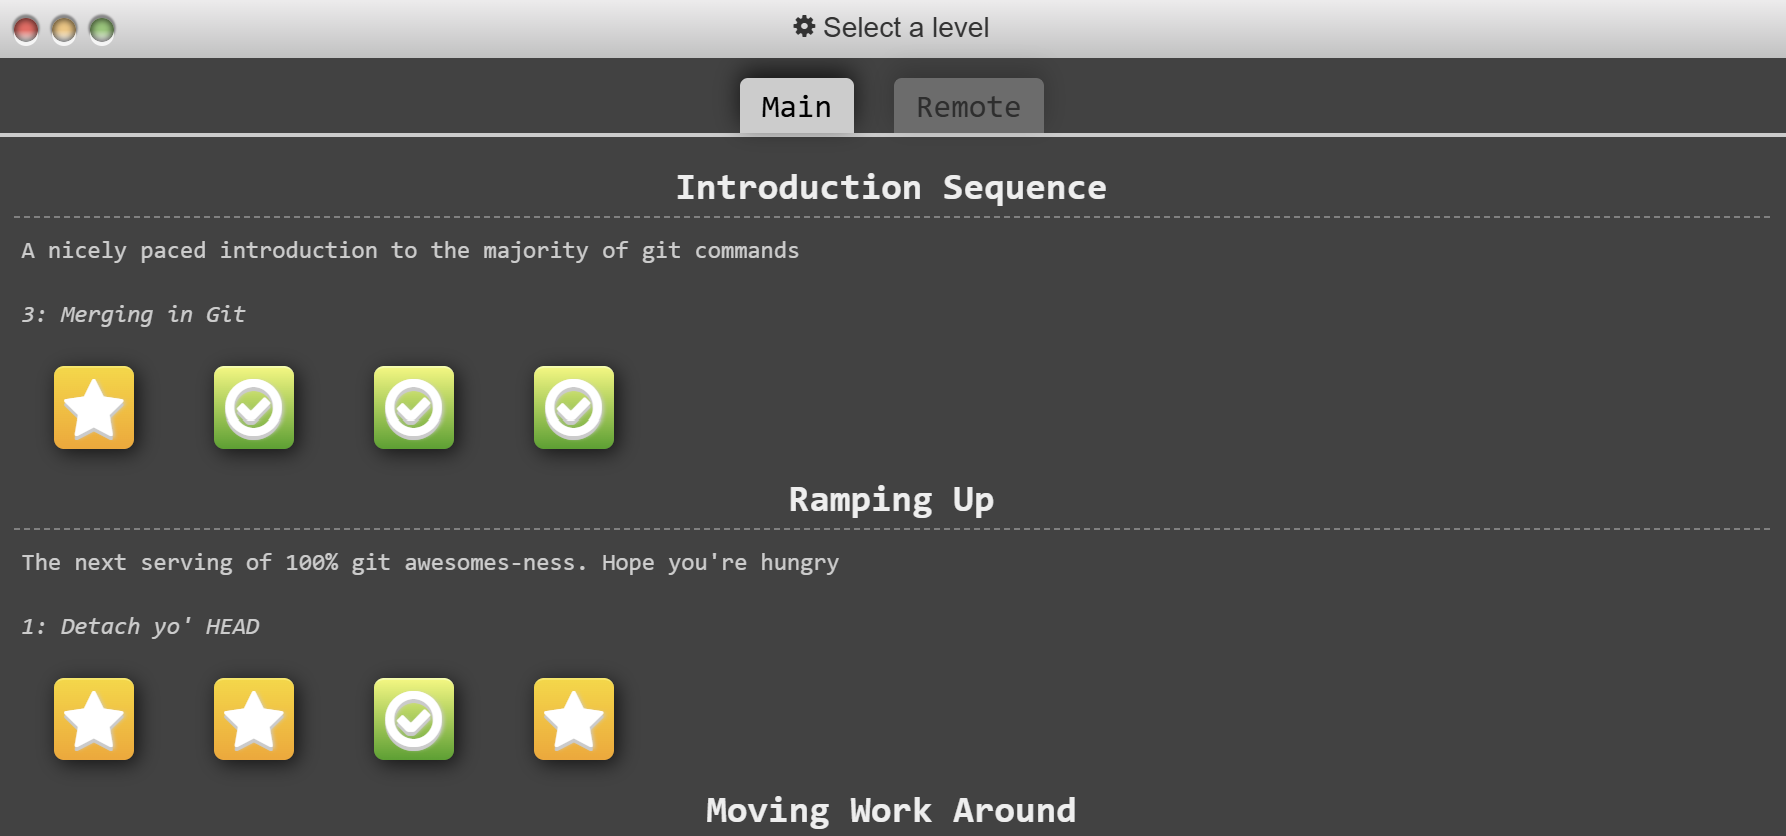 Select a level
Main Remote
Introduction Sequence
A nicely paced introduction to the majority of git commands
3: Merging in Git
Ramping Up
The next serving of 100% git awesomes-ness. Hope you're hungry
1: Detach yo' HEAD
Moving Work Around